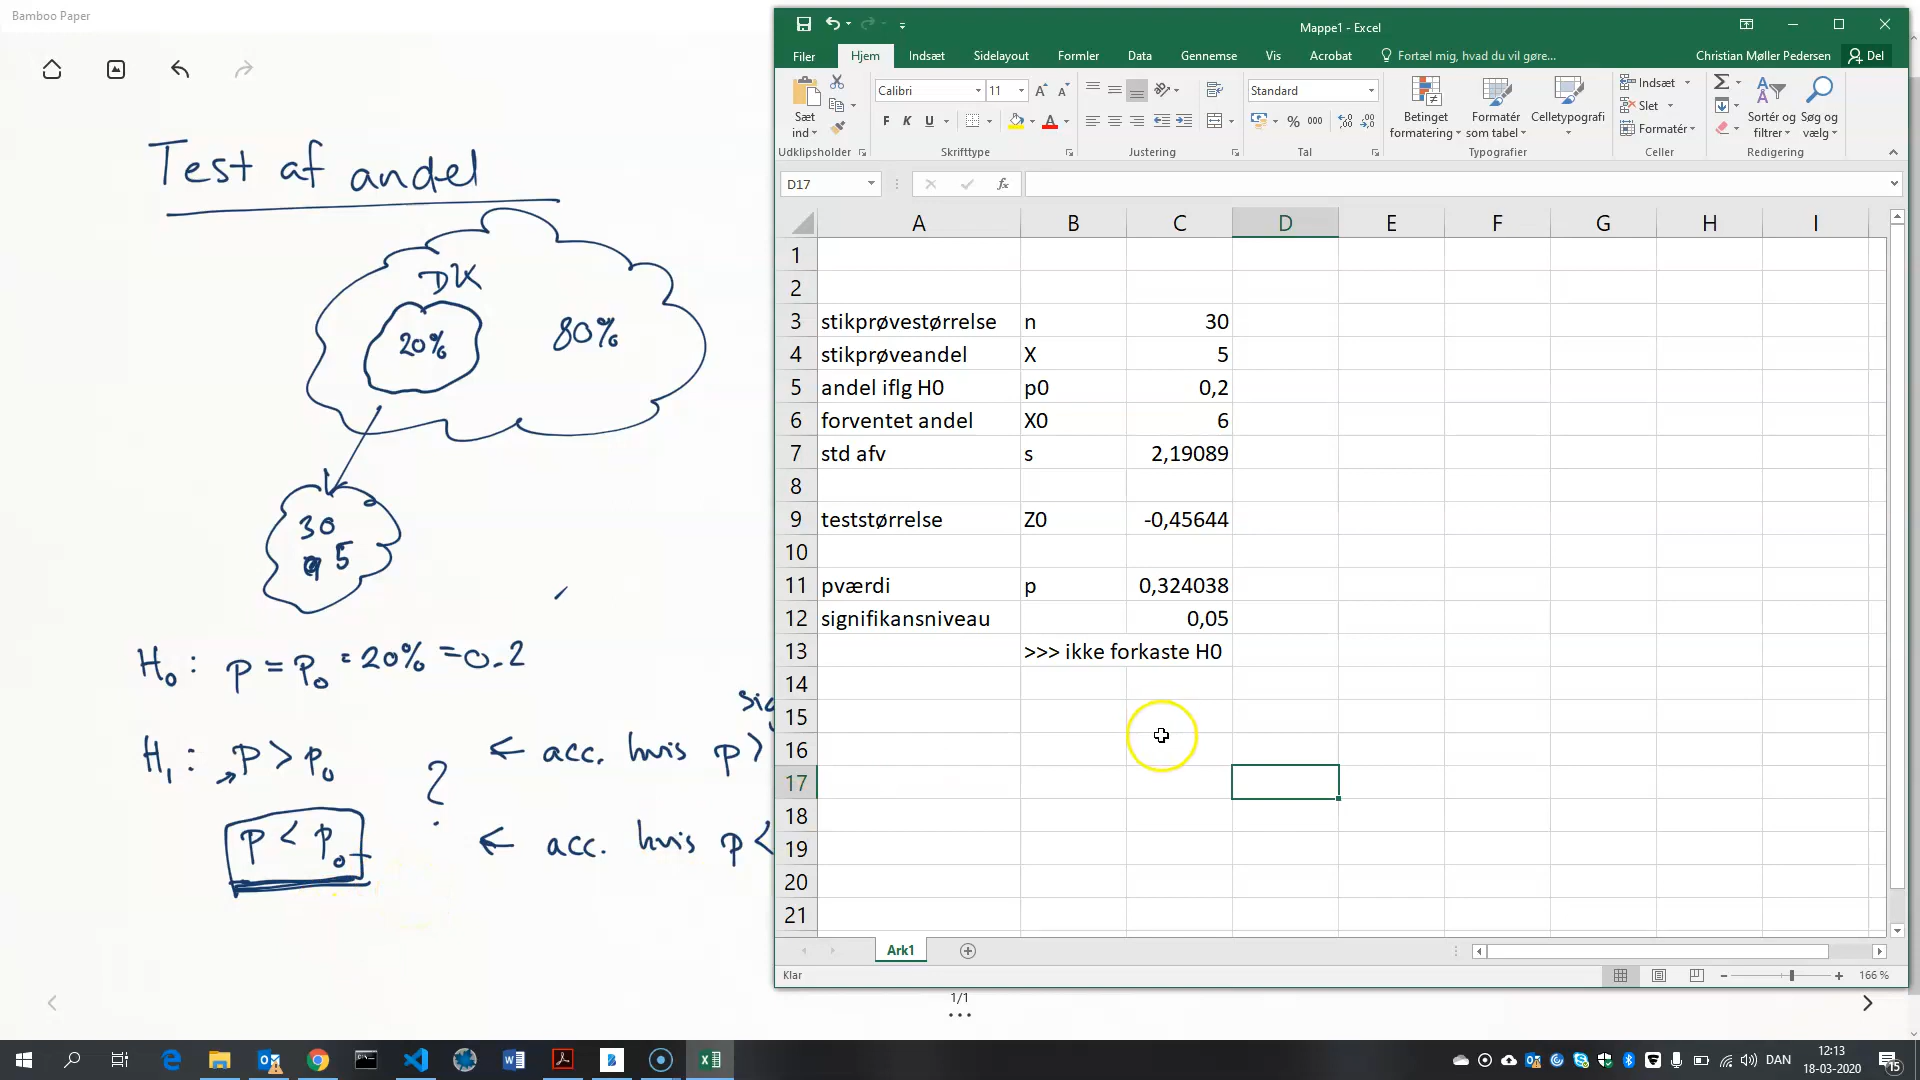 Bamboo Paper
Test af andel
DK
20%
80%
30
5
H0: p = p0 = 20% = 0.2
H1: p > p0 ? ← acc. hvis p >
p < p0 ← acc. hvis p <
1/1
Mappe1 - Excel
Filer Hjem Indsæt Sidelayout Formler Data Gennemse Vis Acrobat Fortæl mig, hvad du vil gøre... Christian Møller Pedersen Del
Sæt ind
Calibri 11
F K U
Standard
% 000
Betinget formatering
Formatér som tabel
Celletypografi
Indsæt
Slet
Formatér
Sortér og filtrer
Søg og vælg
Udklipsholder Skrifttype Justering Tal Typografier Celler Redigering
D17 fx
A B C D E F G H I
1
2
3 stikprøvestørrelse n 30
4 stikprøveandel X 5
5 andel iflg H0 p0 0,2
6 forventet andel X0 6
7 std afv s 2,19089
8
9 teststørrelse Z0 -0,45644
10
11 pværdi p 0,324038
12 signifikansniveau 0,05
13 >>> ikke forkaste H0
14
15
16
17
18
19
20
21
Ark1
Klar 166 %
DAN 12:13
18-03-2020
15